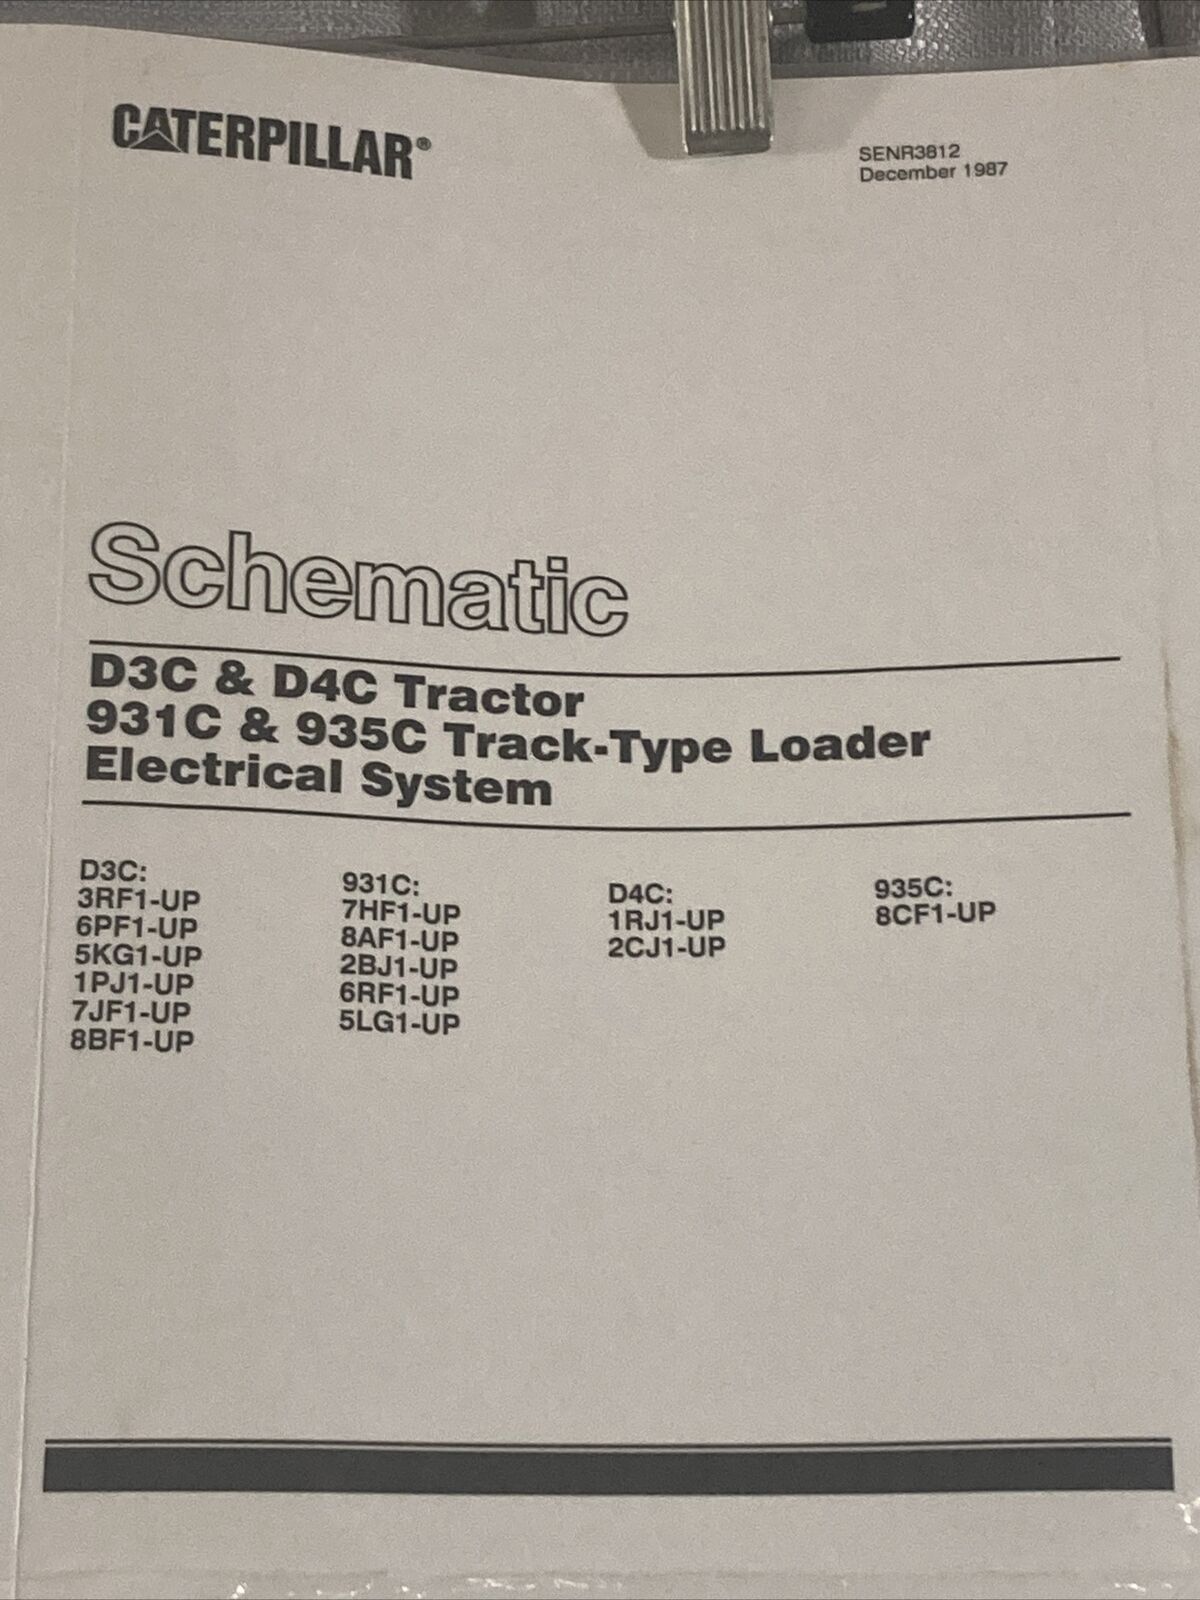 CATERPILLAR®
SENR3812
December 1987
Schematic
D3C & D4C Tractor
931C & 935C Track-Type Loader
Electrical System
D3C:
3RF1-UP
6PF1-UP
5KG1-UP
1PJ1-UP
7JF1-UP
8BF1-UP
931C:
7HF1-UP
8AF1-UP
2BJ1-UP
6RF1-UP
5LG1-UP
D4C:
1RJ1-UP
2CJ1-UP
935C:
8CF1-UP